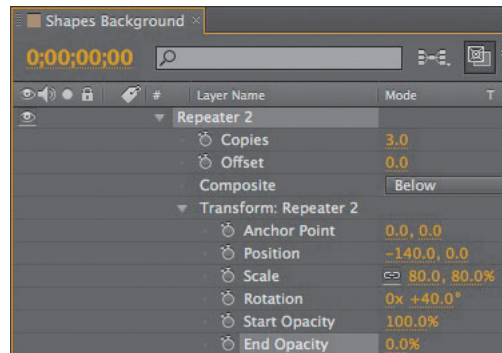 Shapes Background ×
0;00;00;00
# Layer Name Mode T
Repeater 2
Copies 3.0
Offset 0.0
Composite Below
Transform: Repeater 2
Anchor Point 0.0, 0.0
Position -140.0, 0.0
Scale 80.0, 80.0%
Rotation 0x +40.0°
Start Opacity 100.0%
End Opacity 0.0%